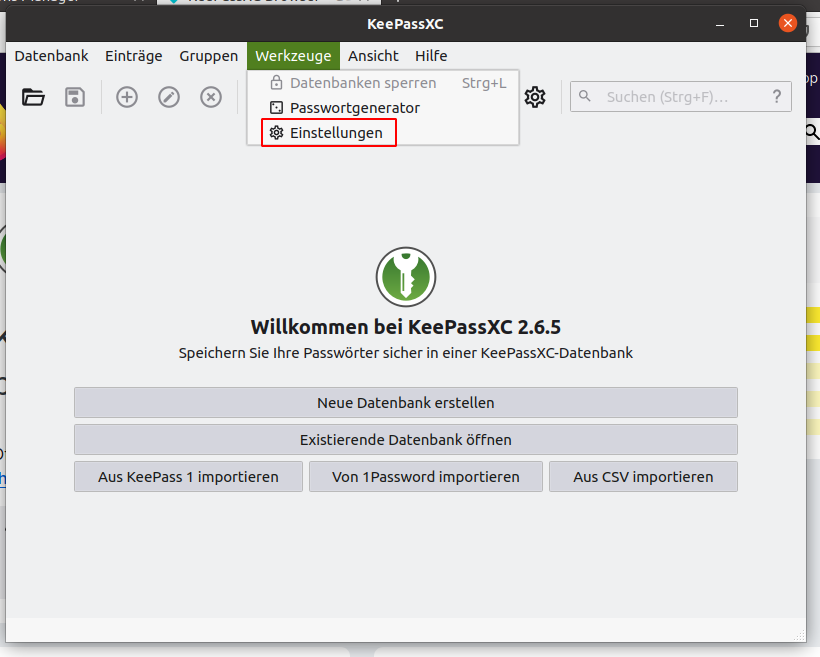 KeePassXC
Datenbank Einträge Gruppen Werkzeuge Ansicht Hilfe
Datenbanken sperren Strg+L
Passwortgenerator
Einstellungen
Suchen (Strg+F)... ?
Willkommen bei KeePassXC 2.6.5
Speichern Sie Ihre Passwörter sicher in einer KeePassXC-Datenbank
Neue Datenbank erstellen
Existierende Datenbank öffnen
Aus KeePass 1 importieren Von 1Password importieren Aus CSV importieren